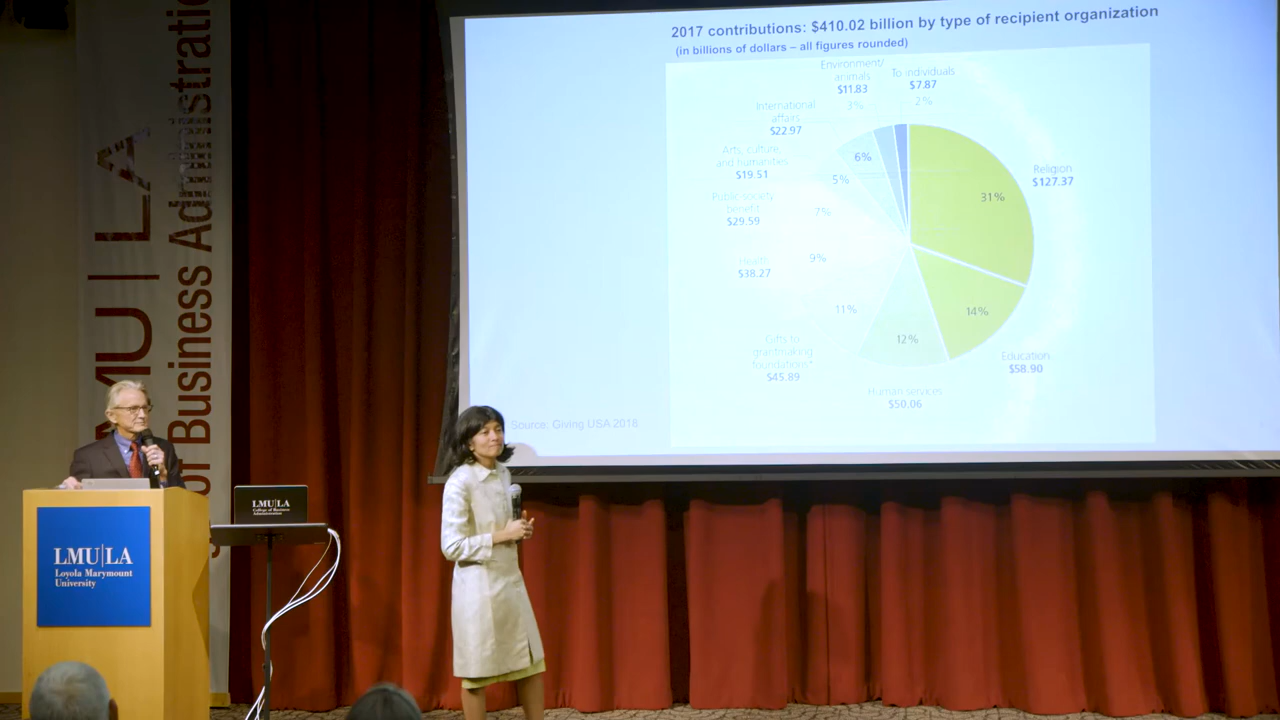 2017 contributions: $410.02 billion by type of recipient organization
(in billions of dollars – all figures rounded)
Environment/
animals
$11.83
3%
To individuals
$7.87
2%
International
affairs
$22.97
6%
Arts, culture
and humanities
$19.51
5%
Public-society
benefit
$29.59
7%
Health
$38.27
9%
Gifts to
grantmaking
foundations*
$45.89
11%
Human services
$50.06
12%
Education
$58.90
14%
Religion
$127.37
31%
Source: Giving USA 2018
MU|LA
of Business Administratio
LMU|LA
College of Business
Administration
LMU|LA
Loyola Marymount
University